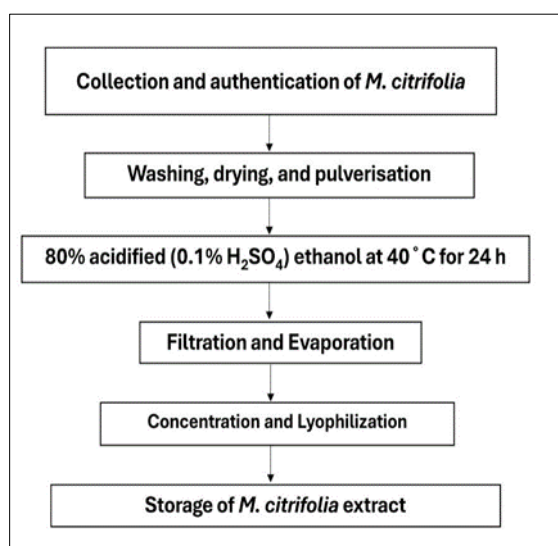 Collection and authentication of M. citrifolia
Washing, drying, and pulverisation
80% acidified (0.1% H₂SO₄) ethanol at 40˚C for 24 h
Filtration and Evaporation
Concentration and Lyophilization
Storage of M. citrifolia extract